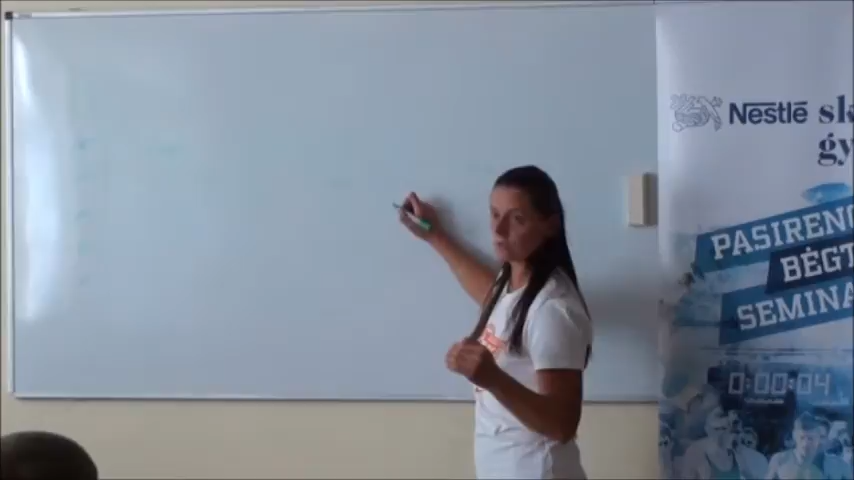 Nestlé
PASIRENG
BĖGT
SEMINA
0:00:04